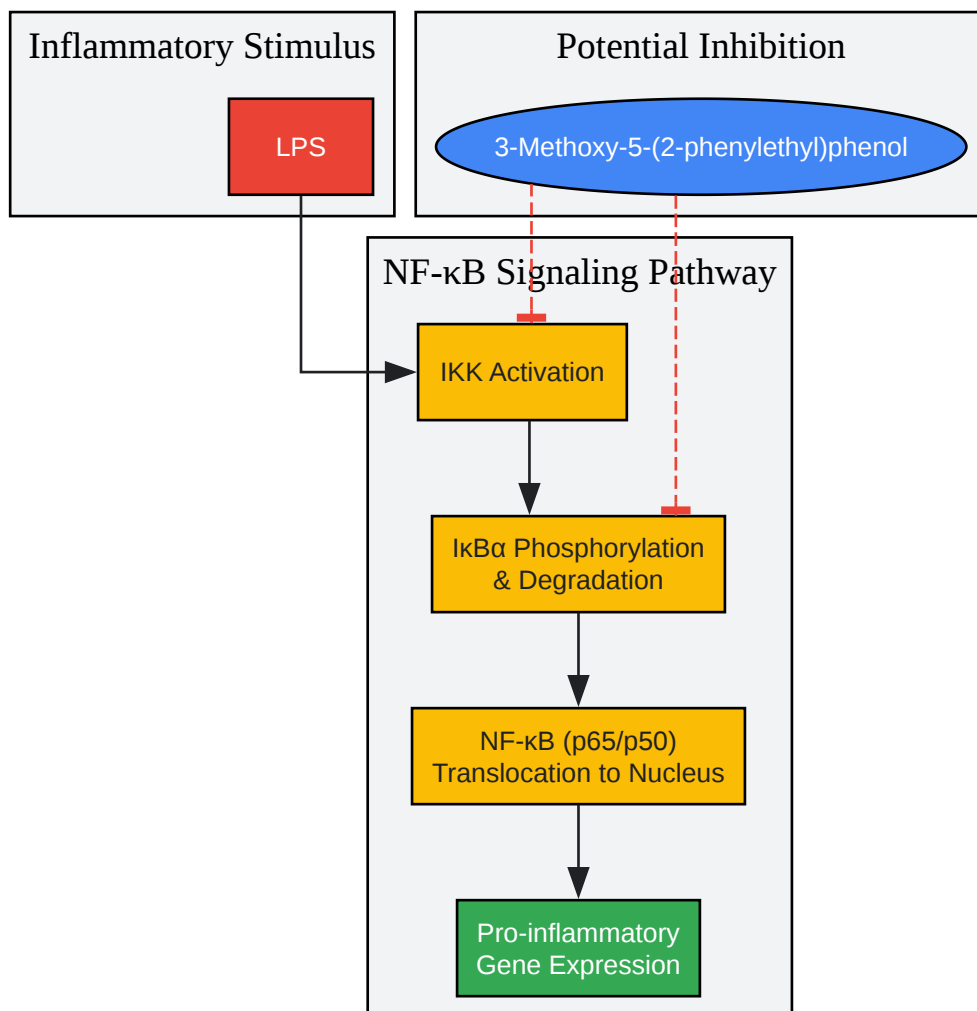 Inflammatory Stimulus
Potential Inhibition
LPS
3-Methoxy-5-(2-phenylethyl)phenol
NF-κB Signaling Pathway
IKK Activation
IκBα Phosphorylation
& Degradation
NF-κB (p65/p50)
Translocation to Nucleus
Pro-inflammatory
Gene Expression